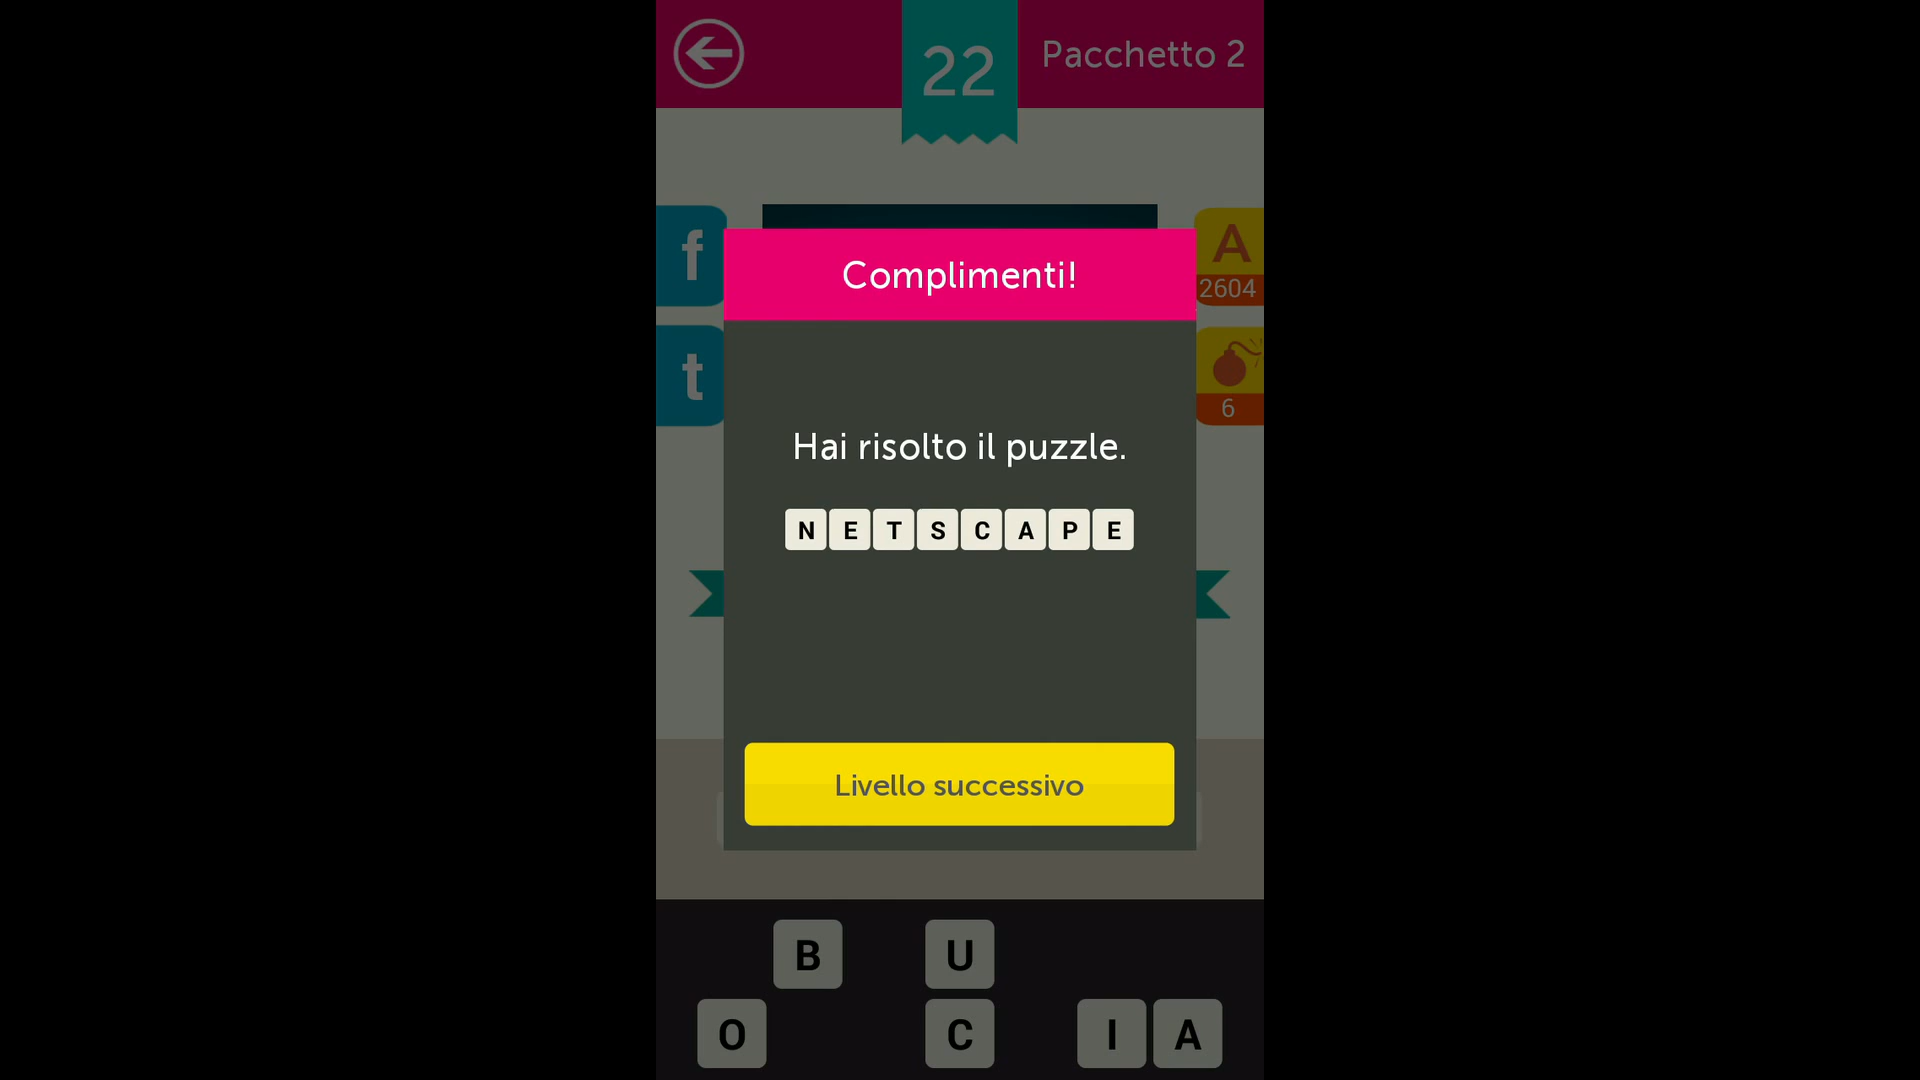 22
Pacchetto 2
f
A
2604
Complimenti!
t
6
Hai risolto il puzzle.
NETSCAPE
Livello successivo
B U
O C I A